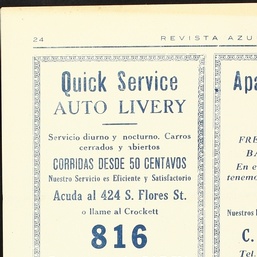 24
REVISTA AZU
Quick Service
AUTO LIVERY
Servicio diurno y nocturno. Carros
cerrados y abiertos
CORRIDAS DESDE 50 CENTAVOS
Nuestro Servicio es Eficiente y Satisfactorio
Acuda al 424 S. Flores St.
o llame al Crockett
816
Apa
FRE
BA
En e
tenemo
Nuestros l
C.
Tel.